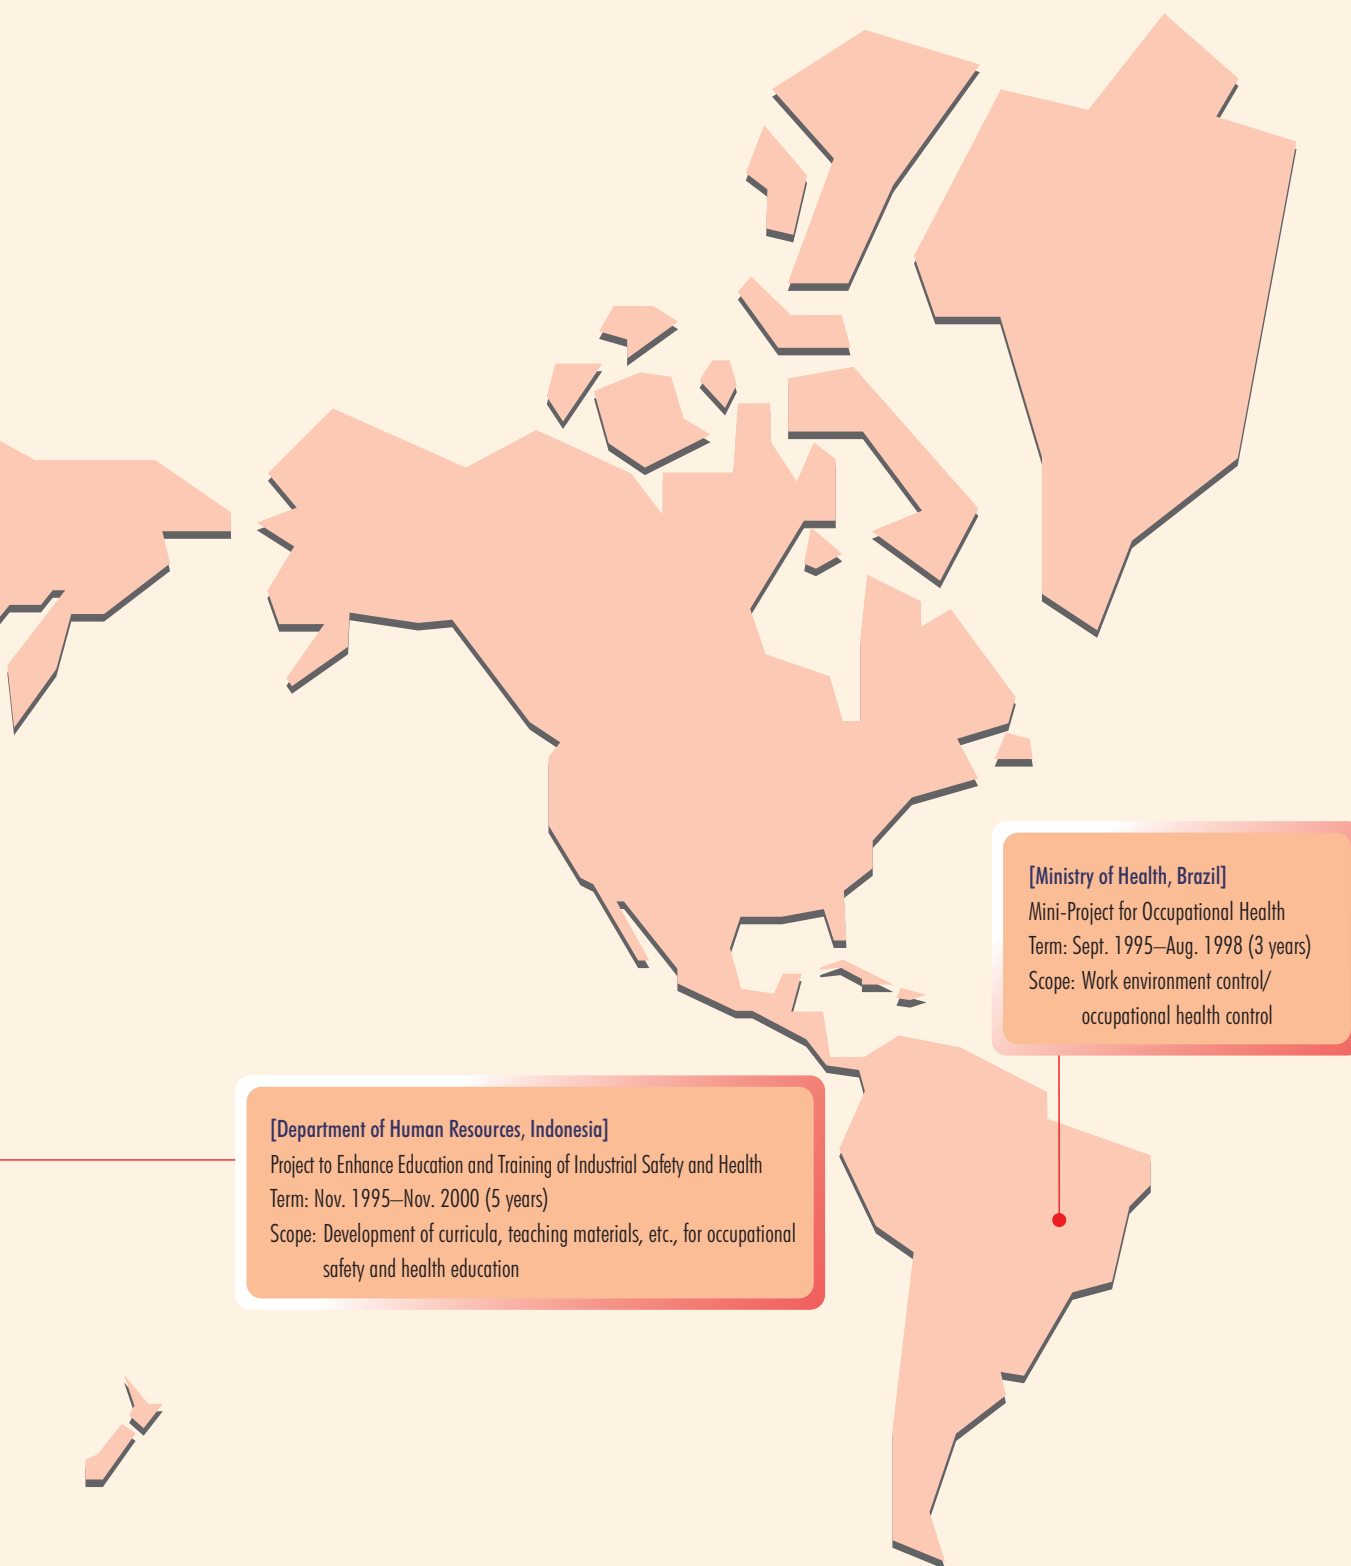 [Ministry of Health, Brazil]
Mini-Project for Occupational Health
Term: Sept. 1995–Aug. 1998 (3 years)
Scope: Work environment control/
occupational health control
[Department of Human Resources, Indonesia]
Project to Enhance Education and Training of Industrial Safety and Health
Term: Nov. 1995–Nov. 2000 (5 years)
Scope: Development of curricula, teaching materials, etc., for occupational
safety and health education